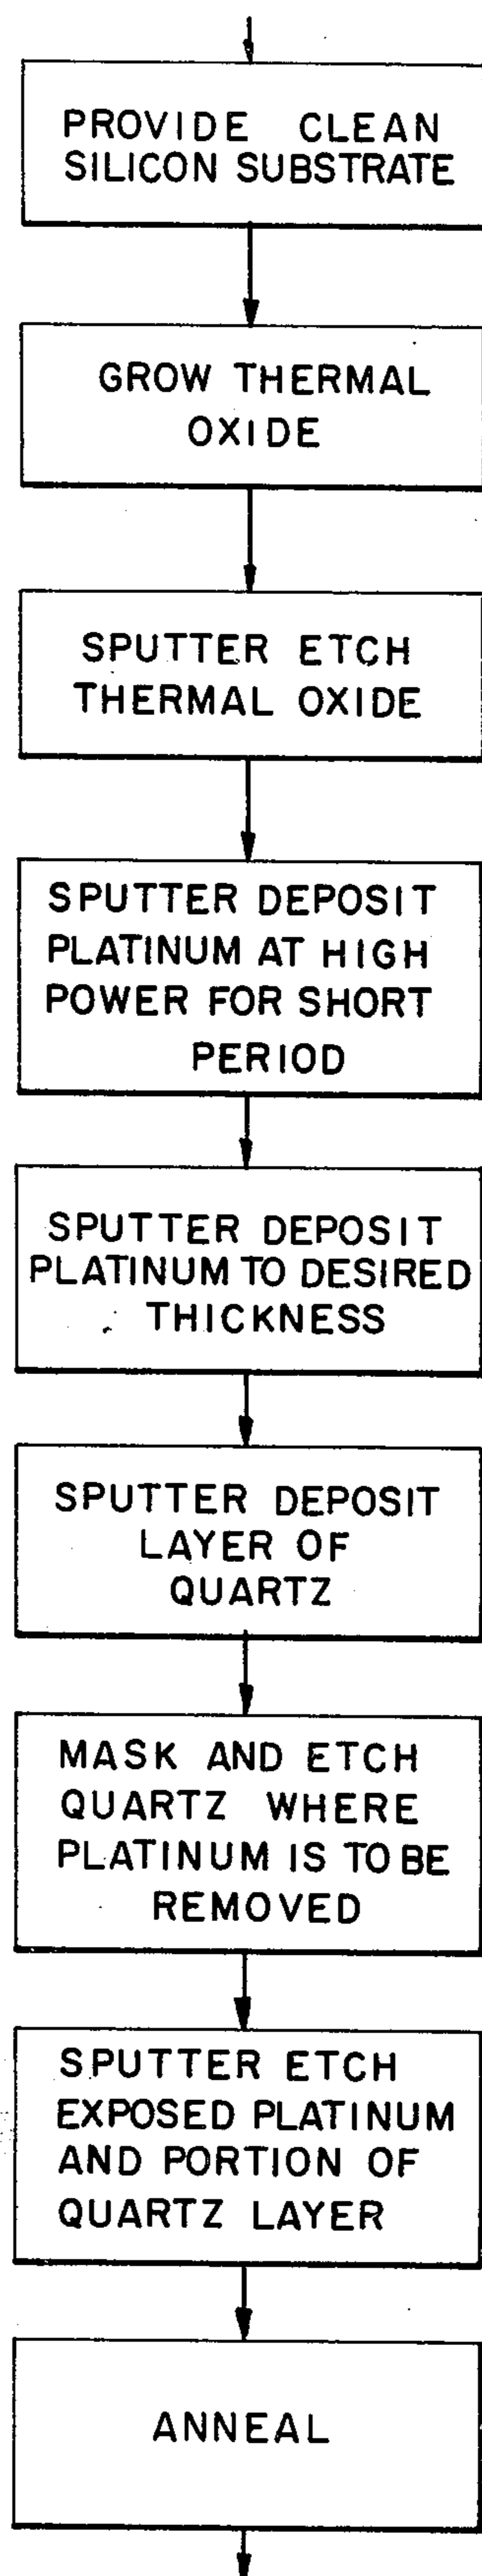 PROVIDE CLEAN
SILICON SUBSTRATE
GROW THERMAL
OXIDE
SPUTTER ETCH
THERMAL OXIDE
SPUTTER DEPOSIT
PLATINUM AT HIGH
POWER FOR SHORT
PERIOD
SPUTTER DEPOSIT
PLATINUM TO DESIRED
THICKNESS
SPUTTER DEPOSIT
LAYER OF
QUARTZ
MASK AND ETCH
QUARTZ WHERE
PLATINUM IS TO BE
REMOVED
SPUTTER ETCH
EXPOSED PLATINUM
AND PORTION OF
QUARTZ LAYER
ANNEAL